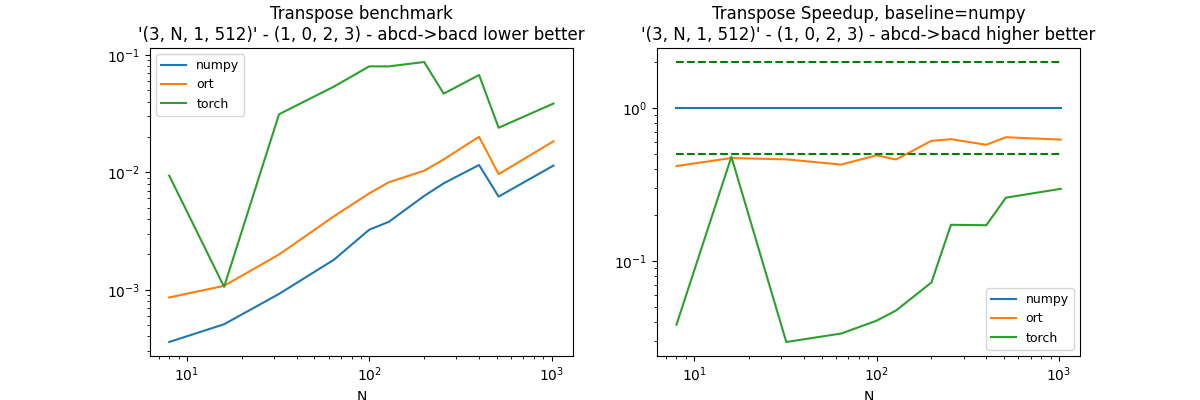 Transpose benchmark
'(3, N, 1, 512)' - (1, 0, 2, 3) - abcd->bacd lower better
numpy
ort
torch
10⁻¹
10⁻²
10⁻³
10¹
10²
10³
N
Transpose Speedup, baseline=numpy
'(3, N, 1, 512)' - (1, 0, 2, 3) - abcd->bacd higher better
10⁰
10⁻¹
numpy
ort
torch
10¹
10²
10³
N